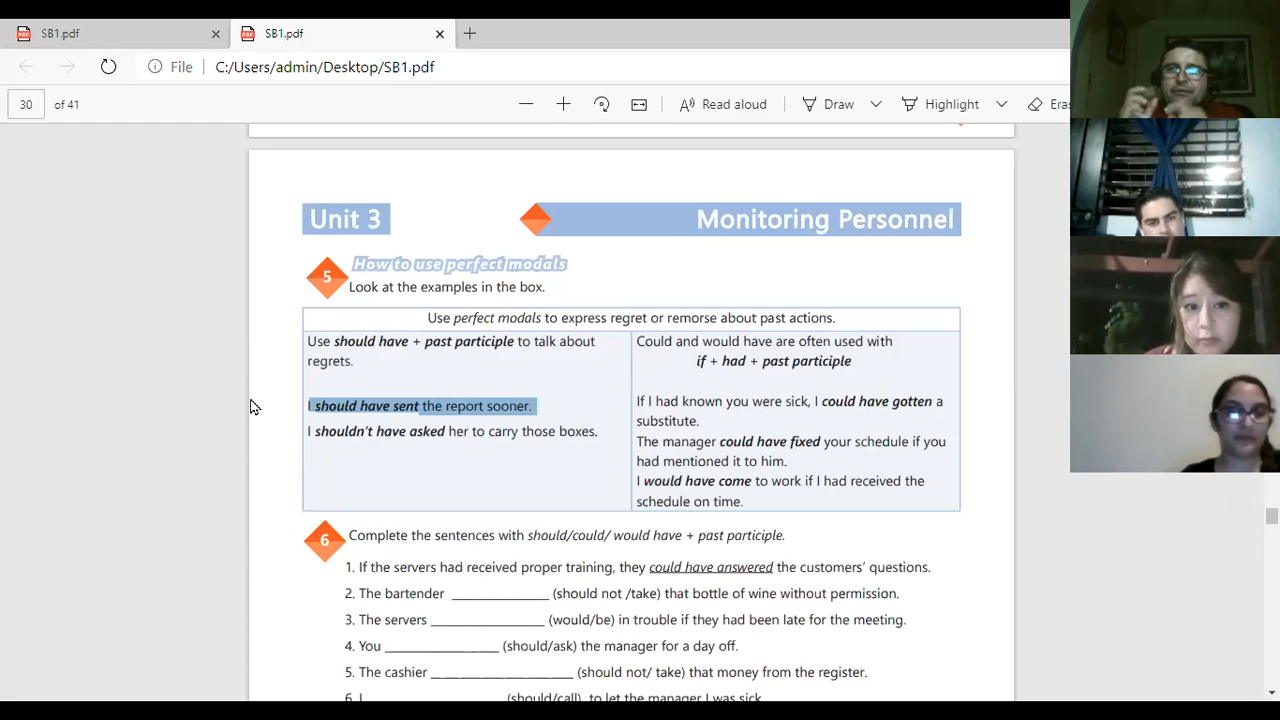 SB1.pdf
SB1.pdf
File C:/Users/admin/Desktop/SB1.pdf
30 of 41 Read aloud Draw Highlight
Unit 3 Monitoring Personnel
5 How to use perfect modals
Look at the examples in the box.
Use perfect modals to express regret or remorse about past actions.
Use should have + past participle to talk about
regrets.
I should have sent the report sooner.
I shouldn't have asked her to carry those boxes.
Could and would have are often used with
if + had + past participle
If I had known you were sick, I could have gotten a
substitute.
The manager could have fixed your schedule if you
had mentioned it to him.
I would have come to work if I had received the
schedule on time.
6 Complete the sentences with should/could/ would have + past participle.
1. If the servers had received proper training, they could have answered the customers' questions.
2. The bartender ______________ (should not /take) that bottle of wine without permission.
3. The servers ________________ (would/be) in trouble if they had been late for the meeting.
4. You ________________ (should/ask) the manager for a day off.
5. The cashier ____________________ (should not/ take) that money from the register.
6. I ____________________ (should/call) to let the manager I was sick